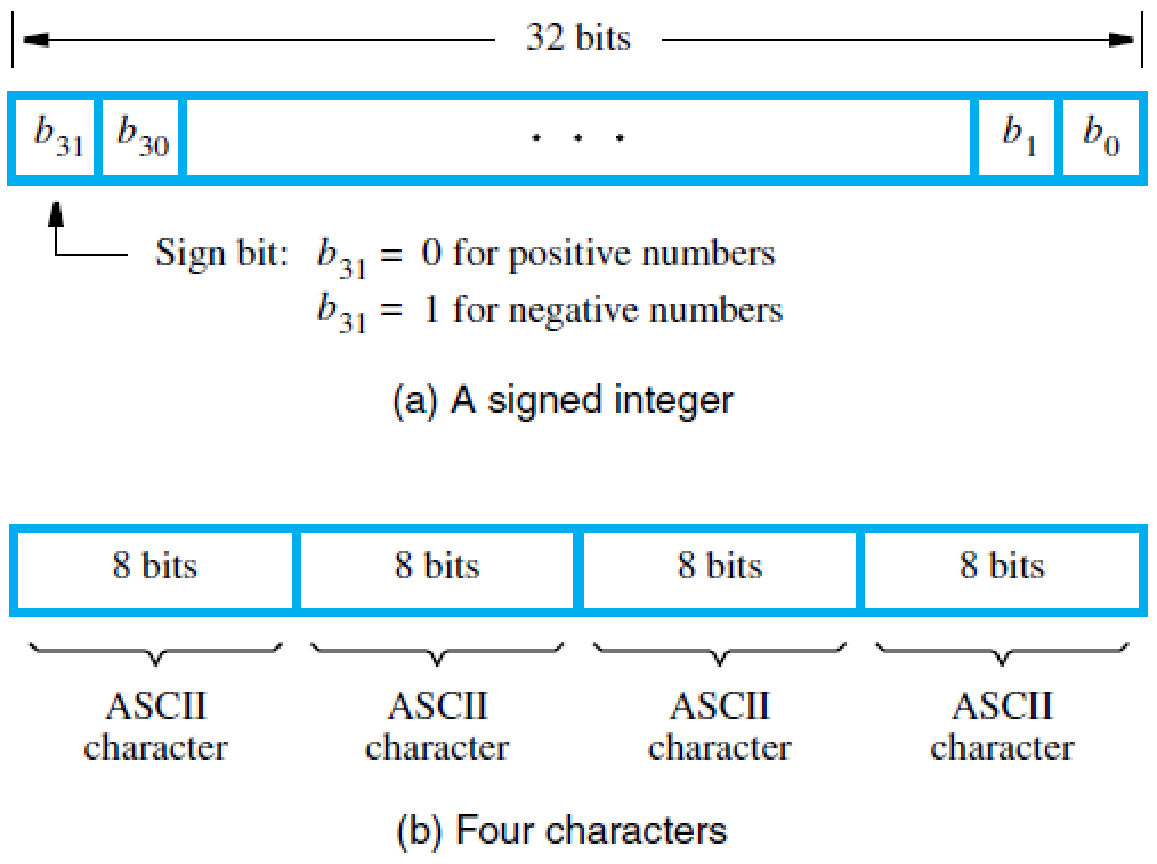 32 bits
b31 b30 . . . b1 b0
Sign bit: b31 = 0 for positive numbers
b31 = 1 for negative numbers
(a) A signed integer
8 bits 8 bits 8 bits 8 bits
ASCII ASCII ASCII ASCII
character character character character
(b) Four characters